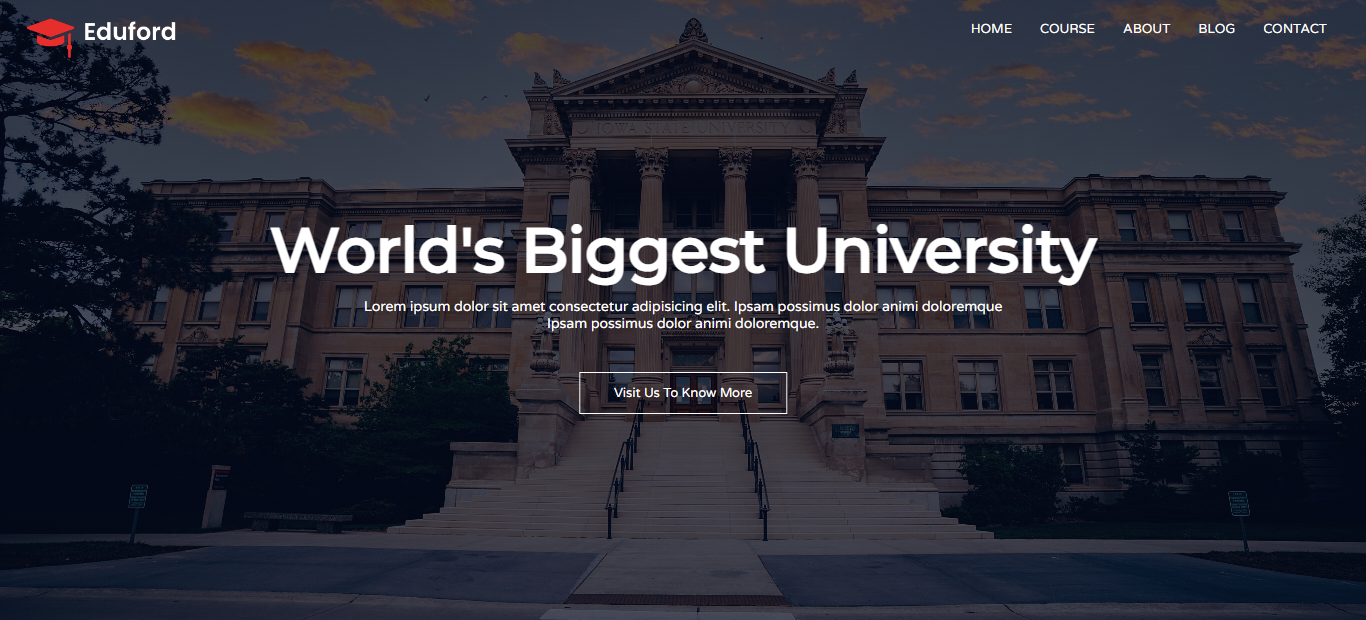 Eduford
HOME COURSE ABOUT BLOG CONTACT
IOWA STATE UNIVERSITY
World's Biggest University
Lorem ipsum dolor sit amet consectetur adipisicing elit. Ipsam possimus dolor animi doloremque
Ipsam possimus dolor animi doloremque.
Visit Us To Know More